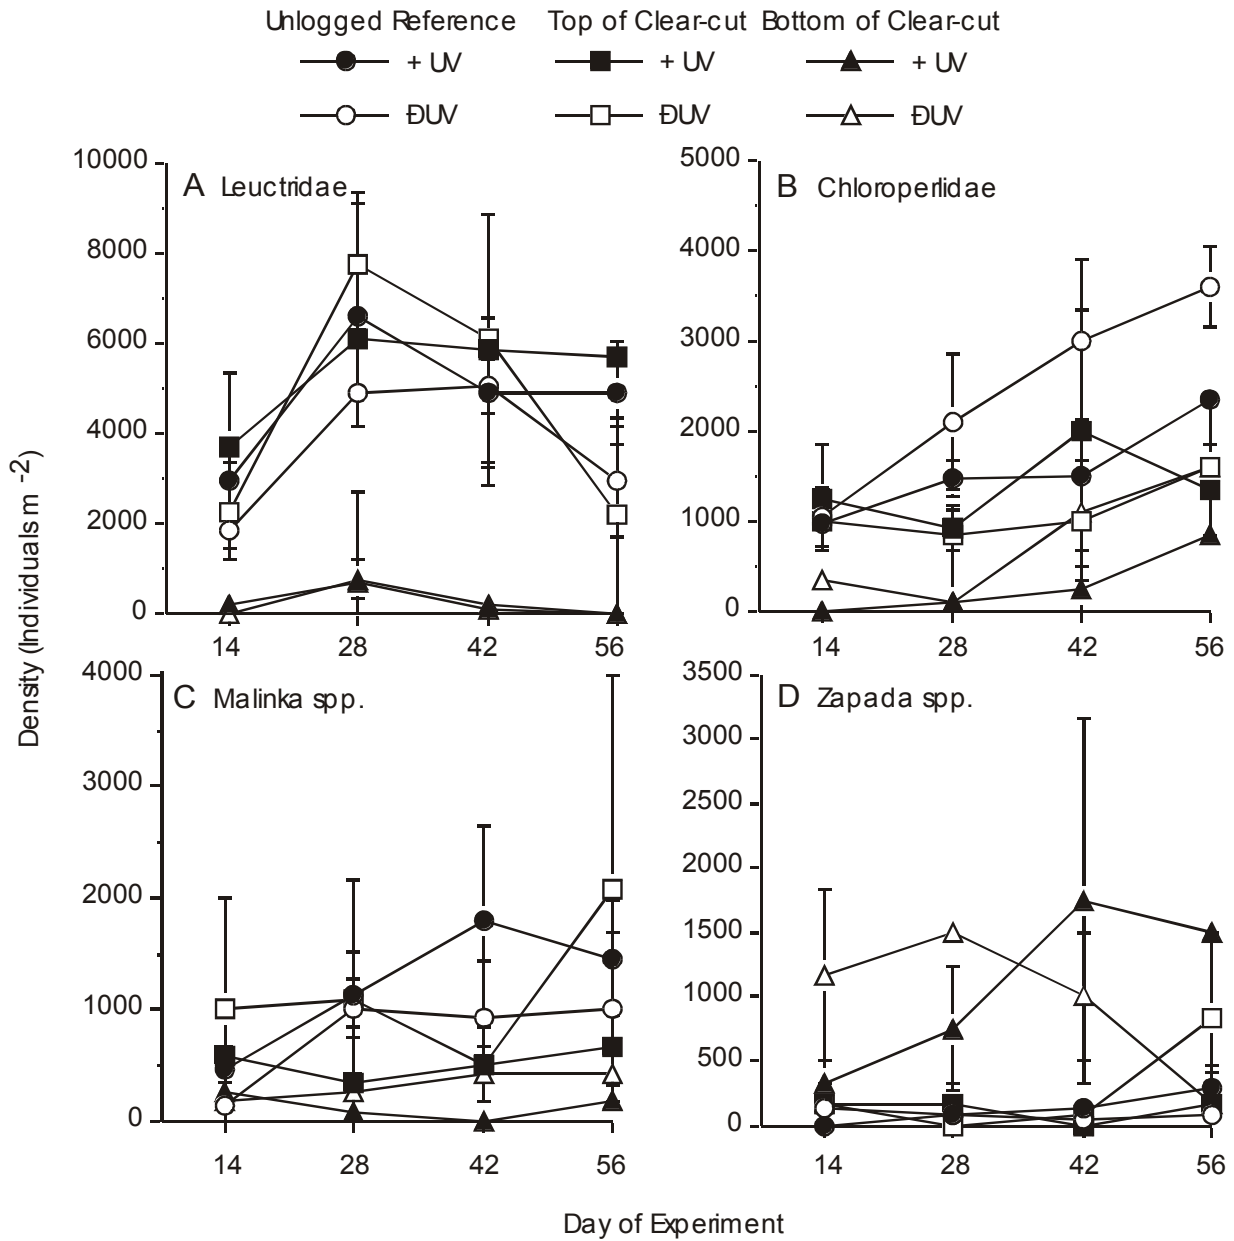 Unlogged Reference Top of Clear-cut Bottom of Clear-cut
+ UV + UV + UV
ÐUV ÐUV ÐUV
A Leuctridae
10000
8000
6000
4000
2000
0
14 28 42 56
B Chloroperlidae
5000
4000
3000
2000
1000
0
14 28 42 56
Density (Individuals m -2)
C Malinka spp.
4000
3000
2000
1000
0
14 28 42 56
D Zapada spp.
3500
3000
2500
2000
1500
1000
500
0
14 28 42 56
Day of Experiment